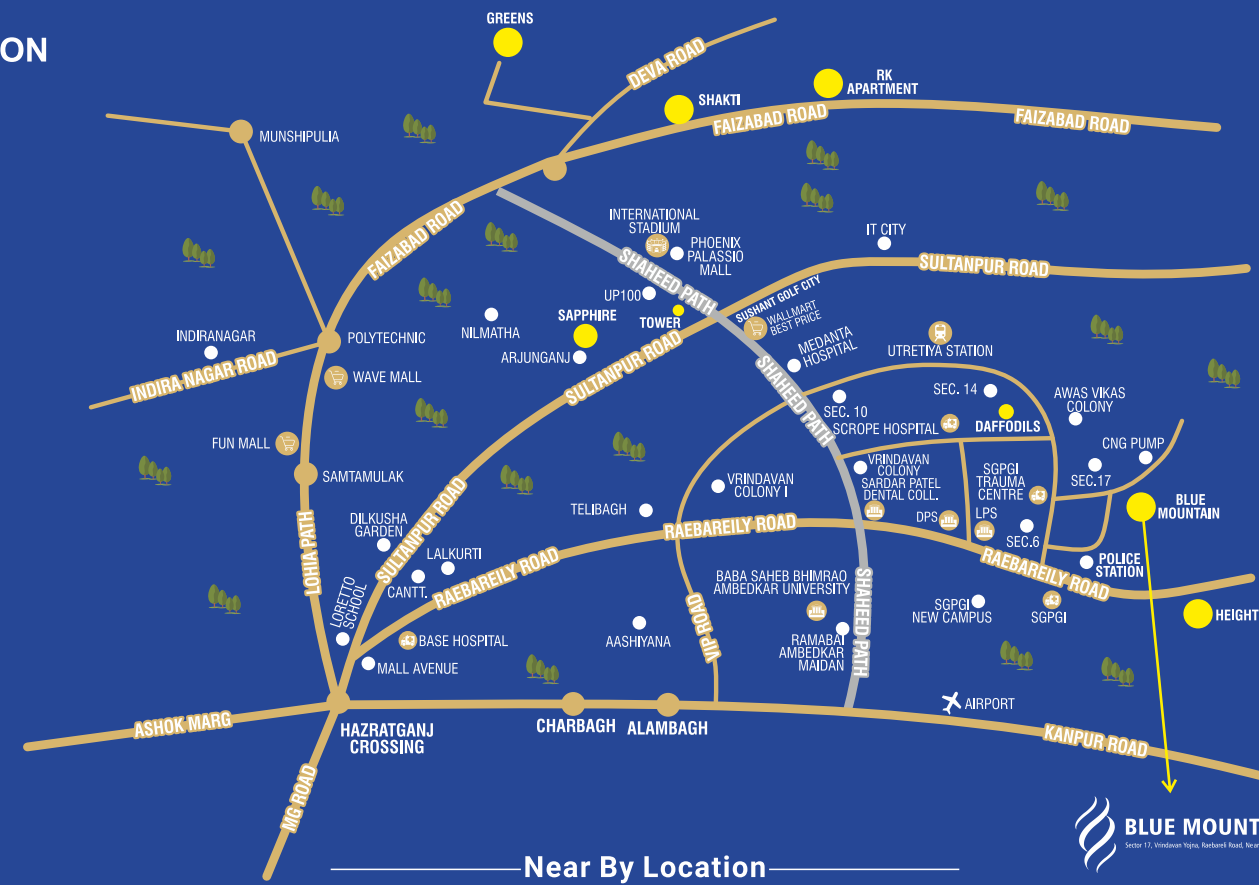 ON
GREENS
DEVA ROAD
SHAKTI
RK
APARTMENT
FAIZABAD ROAD
FAIZABAD ROAD
MUNSHIPULIA
FAIZABAD ROAD
INTERNATIONAL
STADIUM
PHOENIX
PALASSIO
MALL
IT CITY
SULTANPUR ROAD
SHAHEED PATH
UP100
SUSHANT GOLF CITY
WALLMART
BEST PRICE
SAPPHIRE
TOWER
NILMATHA
ARJUNGANJ
INDIRANAGAR
POLYTECHNIC
INDIRA NAGAR ROAD
WAVE MALL
SULTANPUR ROAD
MEDANTA
HOSPITAL
UTRETIYA STATION
SHAHEED PATH
SEC. 10
SEC. 14
DAFFODILS
AWAS VIKAS
COLONY
SCROPE HOSPITAL
FUN MALL
CNG PUMP
SEC.17
SAMTAMULAK
VRINDAVAN
COLONY I
VRINDAVAN
COLONY
SARDAR PATEL
DENTAL COLL.
SGPGI
TRAUMA
CENTRE
DPS
LPS
SEC.6
BLUE
MOUNTAIN
TELIBAGH
RAEBAREILY ROAD
DILKUSHA
GARDEN
SULTANPUR ROAD
LOHIA PATH
LALKURTI
CANTT.
RAEBAREILY ROAD
RAEBAREILY ROAD
POLICE
STATION
BABA SAHEB BHIMRAO
AMBEDKAR UNIVERSITY
SHAHEED PATH
LORETTO
SCHOOL
BASE HOSPITAL
MALL AVENUE
AASHIYANA
VIP ROAD
RAMABAI
AMBEDKAR
MAIDAN
SGPGI
NEW CAMPUS
SGPGI
HEIGHT
AIRPORT
ASHOK MARG
HAZRATGANJ
CROSSING
CHARBAGH
ALAMBAGH
KANPUR ROAD
MG ROAD
BLUE MOUNT
Sector 17, Vrindavan Yojna, Raebareli Road, Near
Near By Location